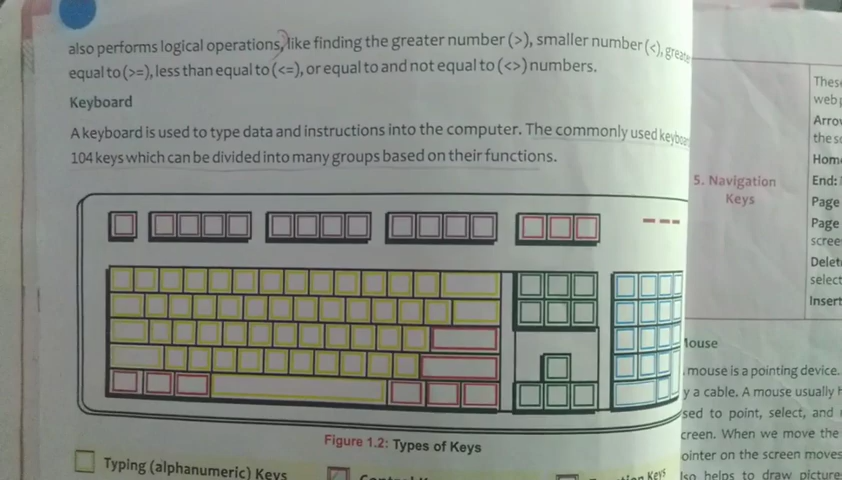 also performs logical operations, like finding the greater number (>), smaller number (<), greate
equal to (>=), less than equal to (<=), or equal to and not equal to (<>) numbers.
Keyboard
A keyboard is used to type data and instructions into the computer. The commonly used keyboa
104 keys which can be divided into many groups based on their functions.
Figure 1.2: Types of Keys
Typing (alphanumeric) Keys
Keys
5. Navigation
Keys
These
web p
Arro
the s
Home
End:
Page
Page
scree
Delet
select
Insert
Mouse
mouse is a pointing device.
y a cable. A mouse usually h
sed to point, select, and
creen. When we move the
ointer on the screen moves
lso helps to draw picture